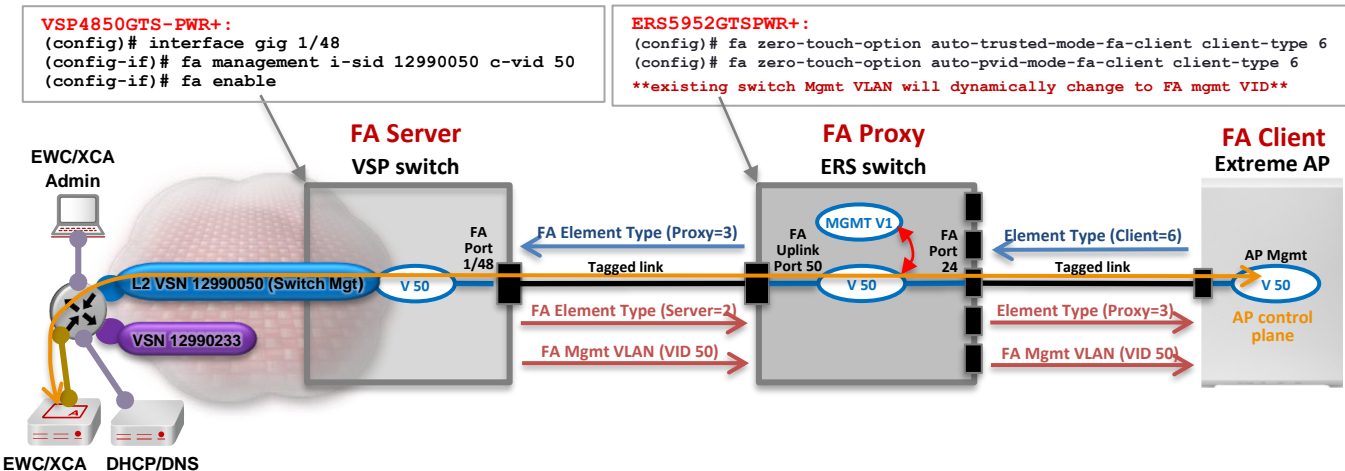 VSP4850GTS-PWR+:
(config)# interface gig 1/48
(config-if)# fa management i-sid 12990050 c-vid 50
(config-if)# fa enable
ERS5952GTSPWR+:
(config)# fa zero-touch-option auto-trusted-mode-fa-client client-type 6
(config)# fa zero-touch-option auto-pvid-mode-fa-client client-type 6
**existing switch Mgmt VLAN will dynamically change to FA mgmt VID**
FA Server
VSP switch
FA Proxy
ERS switch
FA Client
Extreme AP
EWC/XCA
Admin
FA
Port
1/48
FA Element Type (Proxy=3)
MGMT V1
FA
Uplink
Port 50
FA
Port
24
Element Type (Client=6)
Tagged link
Tagged link
AP Mgmt
L2 VSN 12990050 (Switch Mgt)
V 50
V 50
V 50
FA Element Type (Server=2)
Element Type (Proxy=3)
AP control
plane
VSN 12990233
FA Mgmt VLAN (VID 50)
FA Mgmt VLAN (VID 50)
A
EWC/XCA
DHCP/DNS